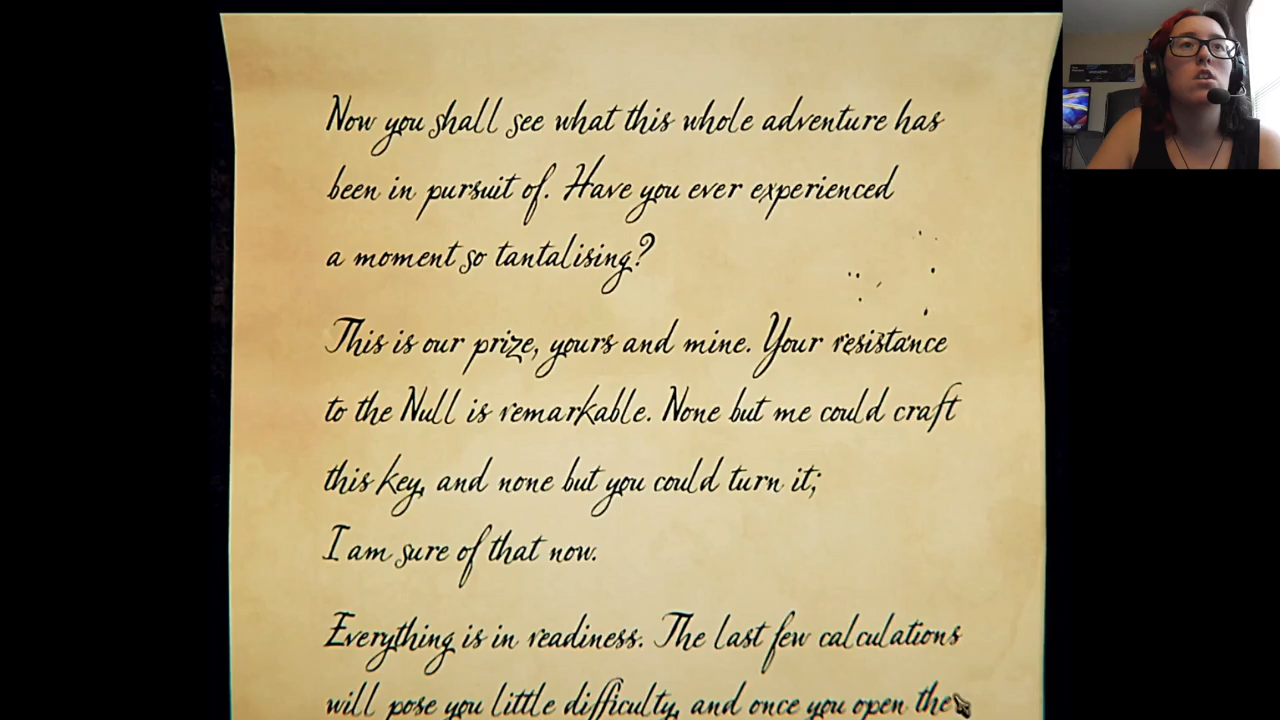 Now you shall see what this whole adventure has
been in pursuit of. Have you ever experienced
a moment so tantalising?
This is our prize, yours and mine. Your resistance
to the Null is remarkable. None but me could craft
this key, and none but you could turn it;
I am sure of that now.
Everything is in readiness. The last few calculations
will pose you little difficulty, and once you open the